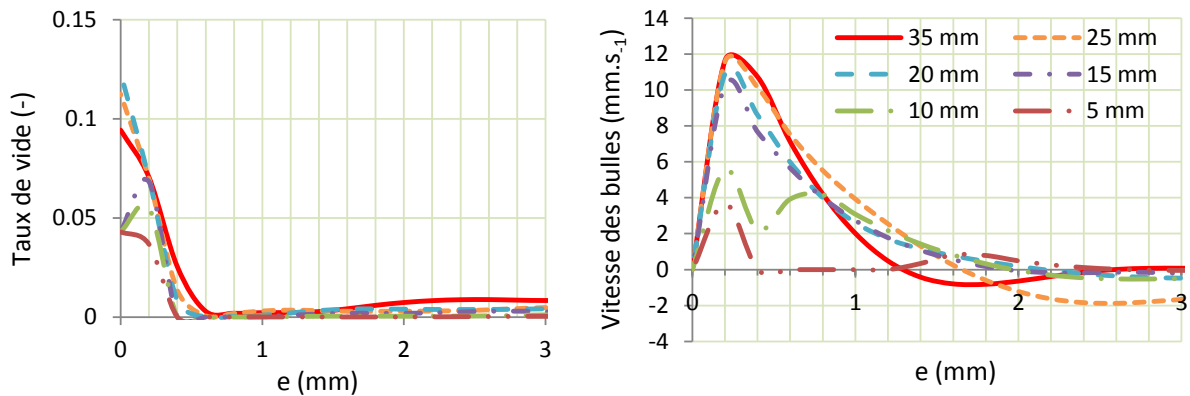 Taux de vide (-)
0.15
0.1
0.05
0
0 1 2 3
e (mm)
Vitesse des bulles (mm.s-1)
14
12
10
8
6
4
2
0
-2
-4
0 1 2 3
e (mm)
35 mm 25 mm
20 mm 15 mm
10 mm 5 mm